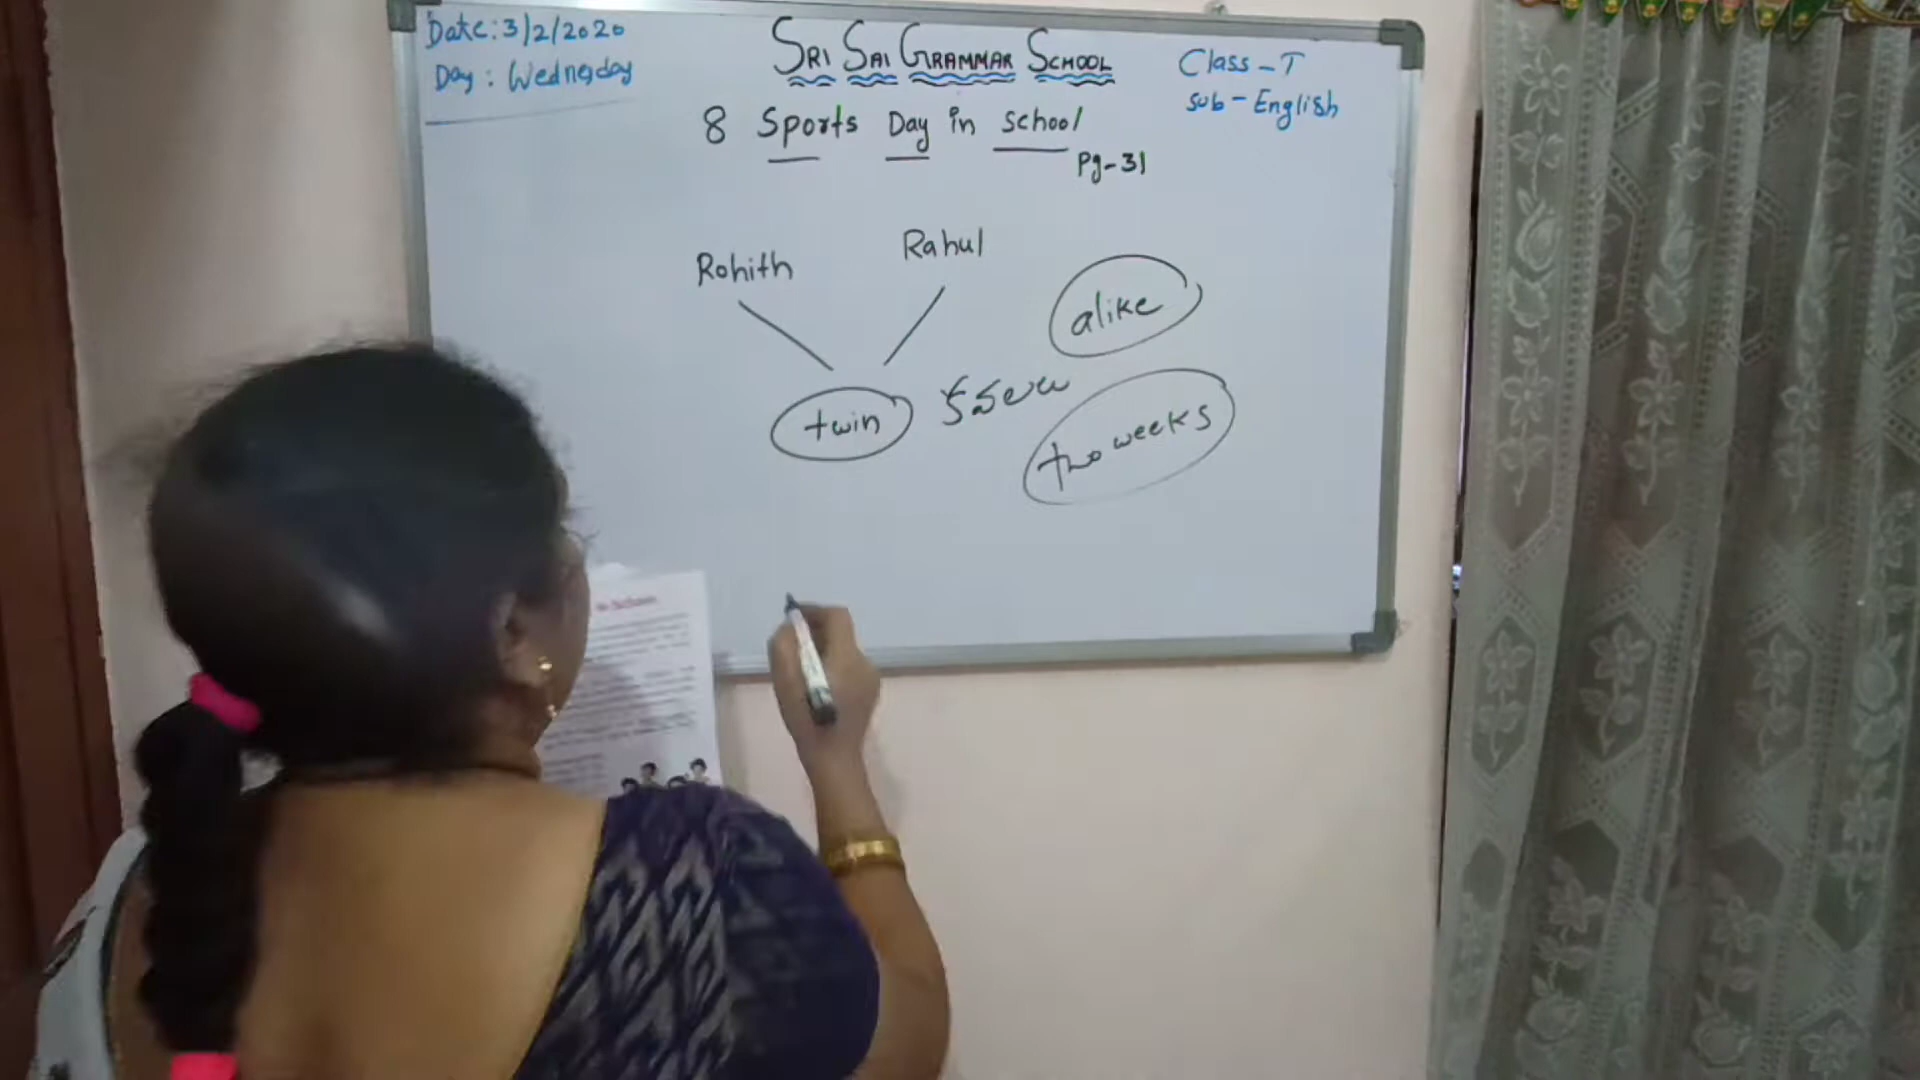 Date: 3/2/2020
Day: Wednesday
SRI SAI GRAMMAR SCHOOL
Class - T
Sub - English
8 Sports Day in School
Pg-31
Rohith
Rahul
alike
twin
కవలలు
two weeks